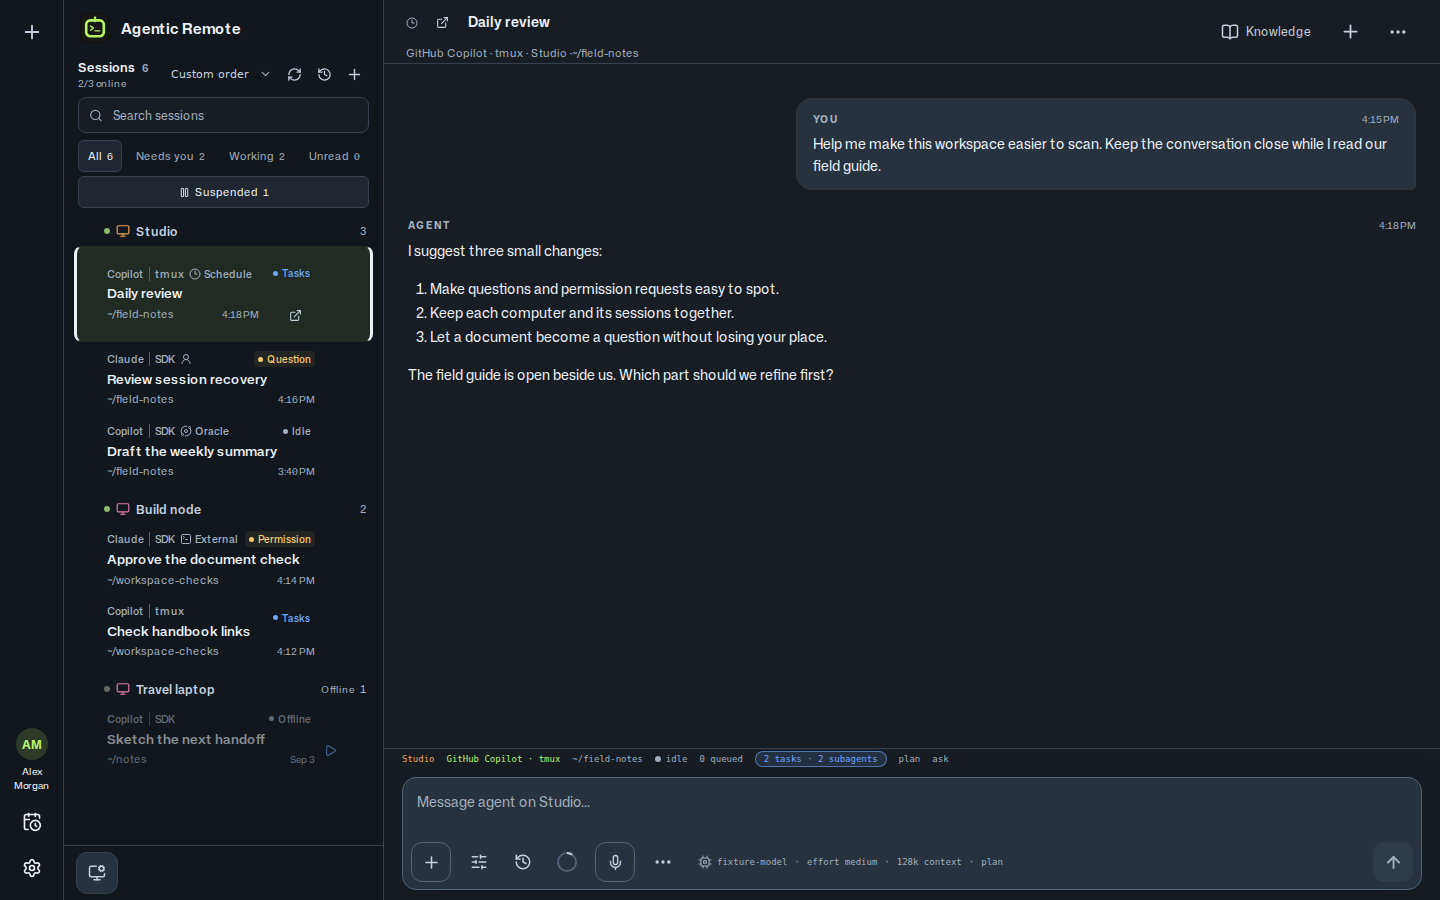 Agentic Remote
Sessions 6
2/3 online
Custom order
Search sessions
All 6
Needs you 2
Working 2
Unread 0
Suspended 1
Studio 3
Copilot | tmux Schedule Tasks
Daily review
~/field-notes 4:18PM
Claude | SDK Question
Review session recovery
~/field-notes 4:16PM
Copilot | SDK Oracle Idle
Draft the weekly summary
~/field-notes 3:40PM
Build node 2
Claude | SDK External Permission
Approve the document check
~/workspace-checks 4:14PM
Copilot | tmux Tasks
Check handbook links
~/workspace-checks 4:12PM
Travel laptop Offline 1
Copilot | SDK Offline
Sketch the next handoff
~/notes Sep 3
AM
Alex
Morgan
Daily review
GitHub Copilot · tmux · Studio ·~/field-notes
Knowledge
YOU 4:15PM
Help me make this workspace easier to scan. Keep the conversation close while I read our
field guide.
AGENT 4:18PM
I suggest three small changes:
1. Make questions and permission requests easy to spot.
2. Keep each computer and its sessions together.
3. Let a document become a question without losing your place.
The field guide is open beside us. Which part should we refine first?
Studio GitHub Copilot · tmux ~/field-notes idle 0 queued 2 tasks · 2 subagents plan ask
Message agent on Studio...
fixture-model · effort medium · 128k context · plan